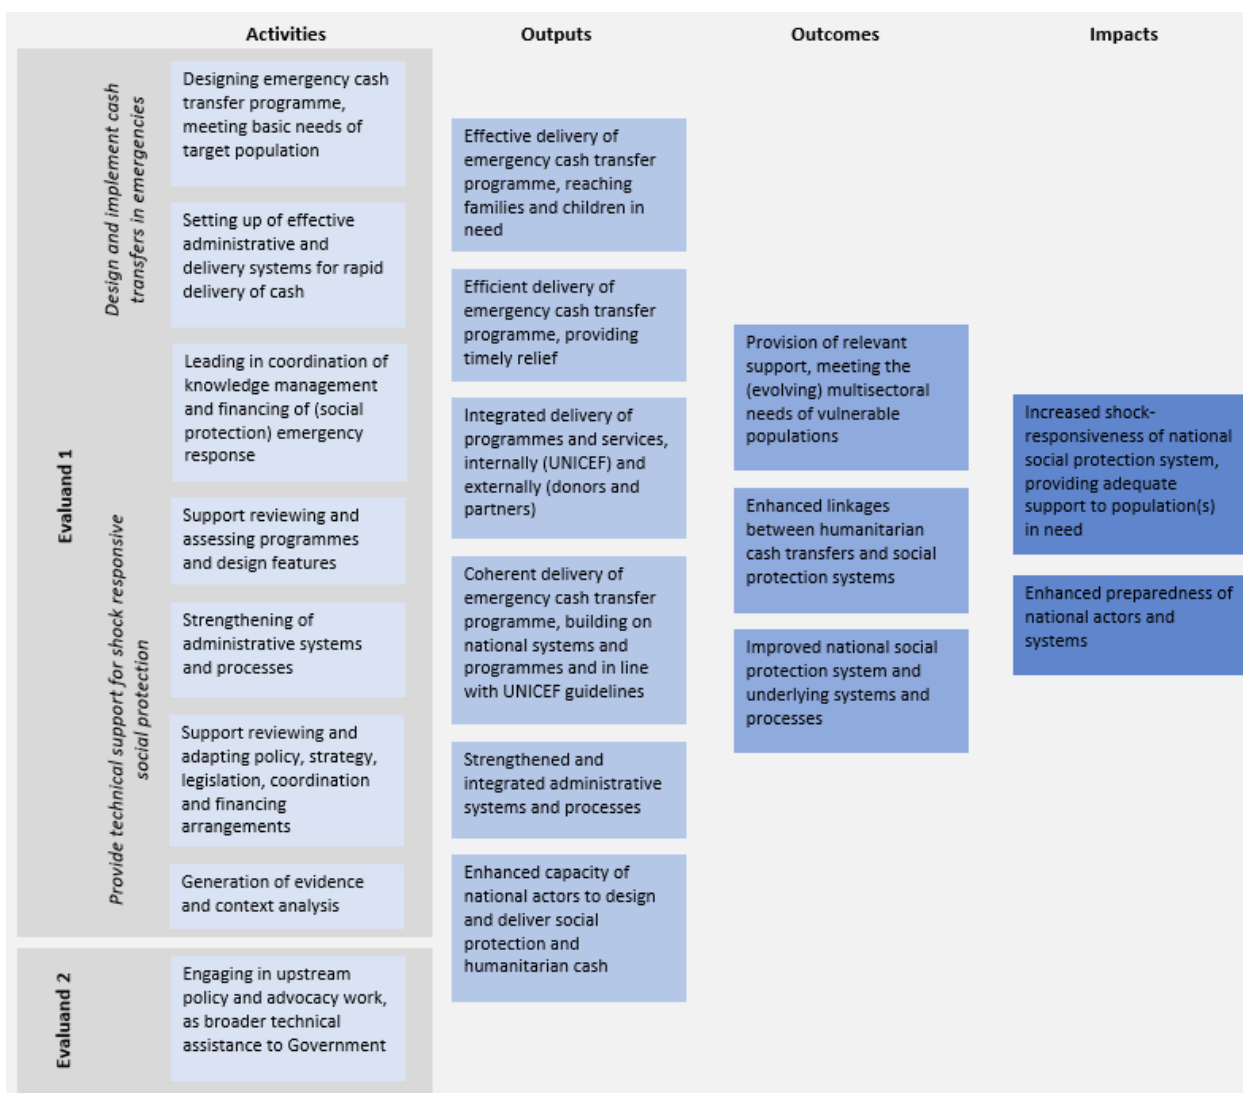 Activities
Outputs
Outcomes
Impacts
Evaluand 1
Design and implement cash
transfers in emergencies
Designing emergency cash
transfer programme,
meeting basic needs of
target population
Setting up of effective
administrative and
delivery systems for rapid
delivery of cash
Leading in coordination of
knowledge management
and financing of (social
protection) emergency
response
Provide technical support for shock responsive
social protection
Support reviewing and
assessing programmes
and design features
Strengthening of
administrative systems
and processes
Support reviewing and
adapting policy, strategy,
legislation, coordination
and financing
arrangements
Generation of evidence
and context analysis
Evaluand 2
Engaging in upstream
policy and advocacy work,
as broader technical
assistance to Government
Effective delivery of
emergency cash transfer
programme, reaching
families and children in
need
Efficient delivery of
emergency cash transfer
programme, providing
timely relief
Integrated delivery of
programmes and services,
internally (UNICEF) and
externally (donors and
partners)
Coherent delivery of
emergency cash transfer
programme, building on
national systems and
programmes and in line
with UNICEF guidelines
Strengthened and
integrated administrative
systems and processes
Enhanced capacity of
national actors to design
and deliver social
protection and
humanitarian cash
Provision of relevant
support, meeting the
(evolving) multisectoral
needs of vulnerable
populations
Enhanced linkages
between humanitarian
cash transfers and social
protection systems
Improved national social
protection system and
underlying systems and
processes
Increased shock-
responsiveness of national
social protection system,
providing adequate
support to population(s)
in need
Enhanced preparedness of
national actors and
systems